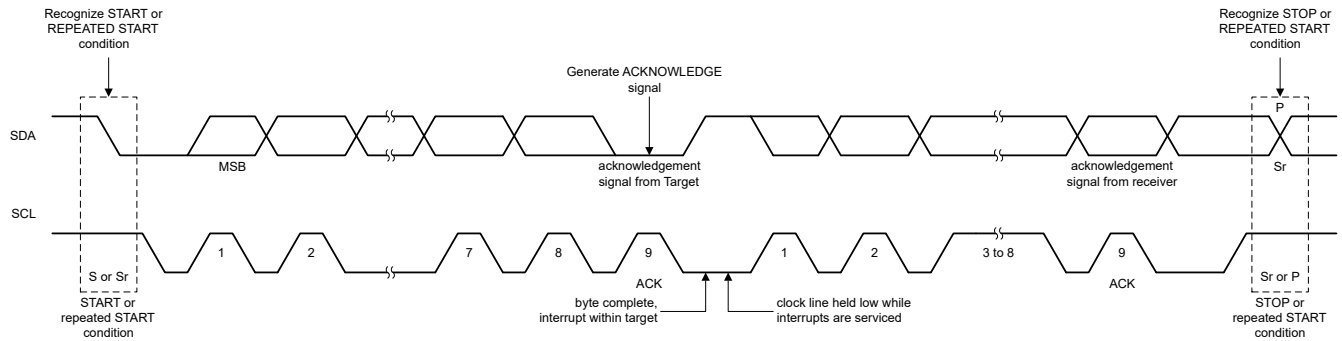 Recognize START or
REPEATED START
condition
Recognize STOP or
REPEATED START
condition
Generate ACKNOWLEDGE
signal
P
SDA
MSB
acknowledgement
signal from Target
acknowledgement
signal from receiver
Sr
SCL
1
2
7
8
9
1
2
3 to 8
9
S or Sr
ACK
ACK
Sr or P
START or
repeated START
condition
byte complete,
interrupt within target
clock line held low while
interrupts are serviced
STOP or
repeated START
condition